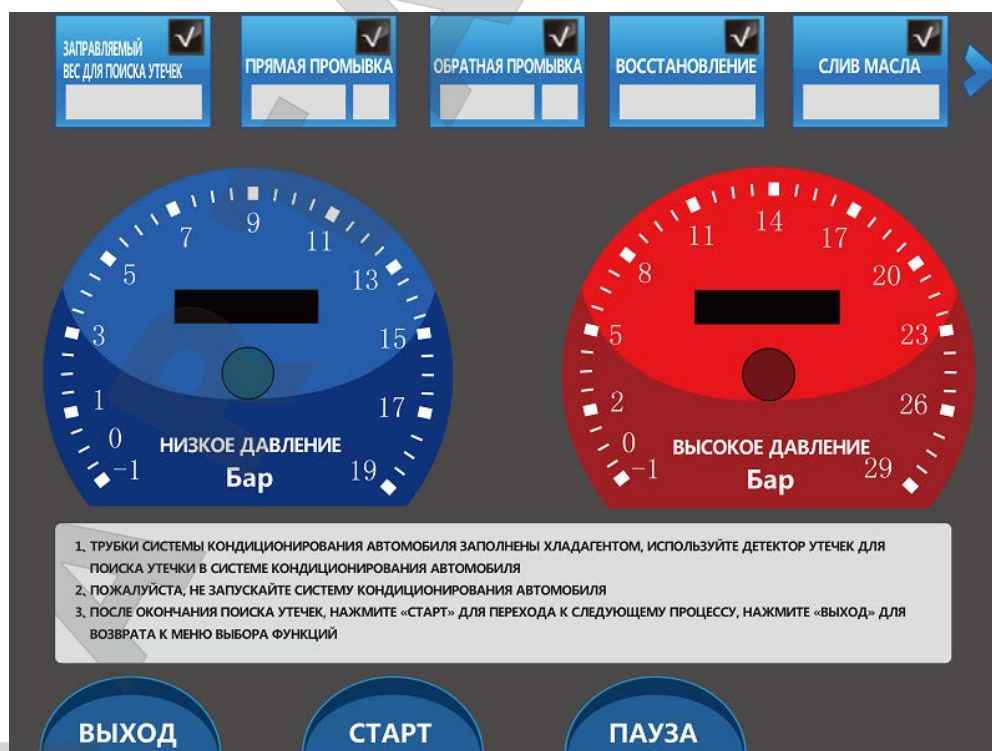 ЗАПРАВЛЯЕМЫЙ
ВЕС ДЛЯ ПОИСКА УТЕЧЕК
ПРЯМАЯ ПРОМЫВКА
ОБРАТНАЯ ПРОМЫВКА
ВОССТАНОВЛЕНИЕ
СЛИВ МАСЛА
-1
0
1
3
5
7
9
11
13
15
17
19
НИЗКОЕ ДАВЛЕНИЕ
Бар
-1
0
2
5
8
11
14
17
20
23
26
29
ВЫСОКОЕ ДАВЛЕНИЕ
Бар
1、ТРУБКИ СИСТЕМЫ КОНДИЦИОНИРОВАНИЯ АВТОМОБИЛЯ ЗАПОЛНЕНЫ ХЛАДАГЕНТОМ, ИСПОЛЬЗУЙТЕ ДЕТЕКТОР УТЕЧЕК ДЛЯ
ПОИСКА УТЕЧКИ В СИСТЕМЕ КОНДИЦИОНИРОВАНИЯ АВТОМОБИЛЯ
2、ПОЖАЛУЙСТА, НЕ ЗАПУСКАЙТЕ СИСТЕМУ КОНДИЦИОНИРОВАНИЯ АВТОМОБИЛЯ
3、ПОСЛЕ ОКОНЧАНИЯ ПОИСКА УТЕЧЕК, НАЖМИТЕ «СТАРТ» ДЛЯ ПЕРЕХОДА К СЛЕДУЮЩЕМУ ПРОЦЕССУ, НАЖМИТЕ «ВЫХОД» ДЛЯ
ВОЗВРАТА К МЕНЮ ВЫБОРА ФУНКЦИЙ
ВЫХОД
СТАРТ
ПАУЗА